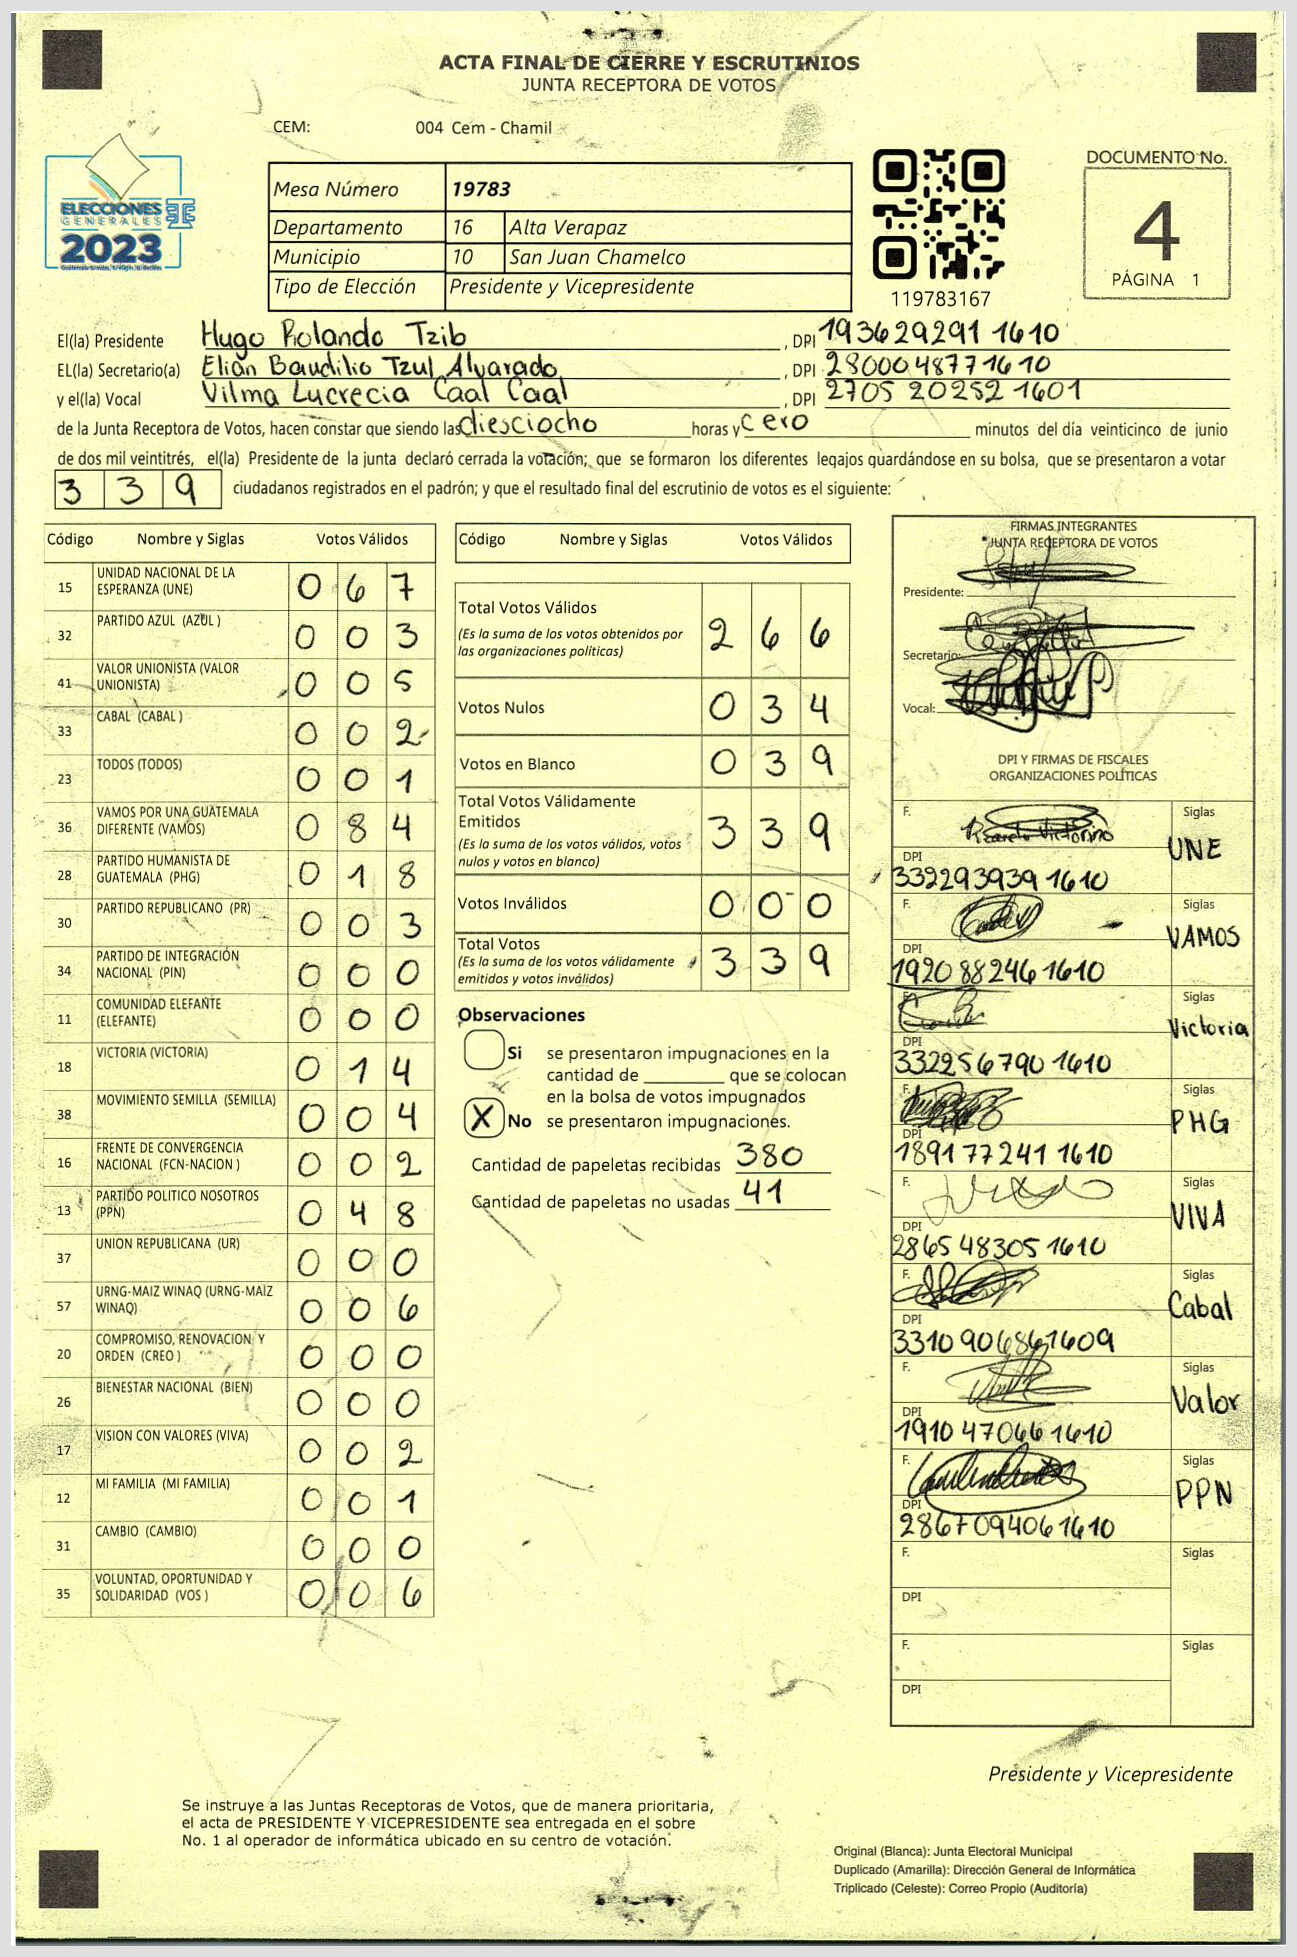 ACTA FINAL DE CIERRE Y ESCRUTINIOS
JUNTA RECEPTORA DE VOTOS
CEM: 004 Cem - Chamil
ELECCIONES
GENERALES
2023
Mesa Número 19783
Departamento 16 Alta Verapaz
Municipio 10 San Juan Chamelco
Tipo de Elección Presidente y Vicepresidente
119783167
DOCUMENTO No.
4
PÁGINA 1
El(la) Presidente Hugo Rolando Tzib , DPI 193629291 1610
EL(la) Secretario(a) Elián Baudilio Tzul Alvarado , DPI 2800048771610
y el(la) Vocal Vilma Lucrecia Caal Caal , DPI 2705 20252 1601
de la Junta Receptora de Votos, hacen constar que siendo las diesciocho horas y cero minutos del día veinticinco de junio
de dos mil veintitrés, el(la) Presidente de la junta declaró cerrada la votación; que se formaron los diferentes legajos guardándose en su bolsa, que se presentaron a votar
3 3 9 ciudadanos registrados en el padrón; y que el resultado final del escrutinio de votos es el siguiente:
Código Nombre y Siglas Votos Válidos
15 UNIDAD NACIONAL DE LA ESPERANZA (UNE) 0 6 7
32 PARTIDO AZUL (AZUL ) 0 0 3
41 VALOR UNIONISTA (VALOR UNIONISTA) 0 0 5
33 CABAL (CABAL ) 0 0 2
23 TODOS (TODOS) 0 0 1
36 VAMOS POR UNA GUATEMALA DIFERENTE (VAMOS) 0 8 4
28 PARTIDO HUMANISTA DE GUATEMALA (PHG) 0 1 8
30 PARTIDO REPUBLICANO (PR) 0 0 3
34 PARTIDO DE INTEGRACIÓN NACIONAL (PIN) 0 0 0
11 COMUNIDAD ELEFANTE (ELEFANTE) 0 0 0
18 VICTORIA (VICTORIA) 0 1 4
38 MOVIMIENTO SEMILLA (SEMILLA) 0 0 4
16 FRENTE DE CONVERGENCIA NACIONAL (FCN-NACION ) 0 0 2
13 PARTIDO POLITICO NOSOTROS (PPN) 0 4 8
37 UNION REPUBLICANA (UR) 0 0 0
57 URNG-MAIZ WINAQ (URNG-MAIZ WINAQ) 0 0 6
20 COMPROMISO, RENOVACION Y ORDEN (CREO ) 0 0 0
26 BIENESTAR NACIONAL (BIEN) 0 0 0
17 VISION CON VALORES (VIVA) 0 0 2
12 MI FAMILIA (MI FAMILIA) 0 0 1
31 CAMBIO (CAMBIO) 0 0 0
35 VOLUNTAD, OPORTUNIDAD Y SOLIDARIDAD (VOS ) 0 0 6
Código Nombre y Siglas Votos Válidos
Total Votos Válidos 2 6 6
(Es la suma de los votos obtenidos por
las organizaciones políticas)
Votos Nulos 0 3 4
Votos en Blanco 0 3 9
Total Votos Válidamente
Emitidos 3 3 9
(Es la suma de los votos válidos, votos
nulos y votos en blanco)
Votos Inválidos 0 0 0
Total Votos 3 3 9
(Es la suma de los votos válidamente
emitidos y votos inválidos)
Observaciones
Si se presentaron impugnaciones en la
cantidad de ________ que se colocan
en la bolsa de votos impugnados
X No se presentaron impugnaciones.
Cantidad de papeletas recibidas 380
Cantidad de papeletas no usadas 41
FIRMAS INTEGRANTES
JUNTA RECEPTORA DE VOTOS
Presidente:
Secretario:
Vocal:
DPI Y FIRMAS DE FISCALES
ORGANIZACIONES POLÍTICAS
F. Ricardo Victorino Siglas UNE
DPI 332293939 1610
F. Siglas VAMOS
DPI 1920 88246 1610
F. Siglas Victoria
DPI 332256790 1610
F. Siglas PHG
DPI 1891 77241 1610
F. Siglas VIVA
DPI 2865 48305 1610
F. Siglas Cabal
DPI 3310 90686 1609
F. Siglas Valor
DPI 1910 47066 1610
F. Siglas PPN
DPI 2867 09406 1610
F. Siglas
DPI
F. Siglas
DPI
Presidente y Vicepresidente
Se instruye a las Juntas Receptoras de Votos, que de manera prioritaria,
el acta de PRESIDENTE Y VICEPRESIDENTE sea entregada en el sobre
No. 1 al operador de informática ubicado en su centro de votación.
Original (Blanca): Junta Electoral Municipal
Duplicado (Amarilla): Dirección General de Informática
Triplicado (Celeste): Correo Propio (Auditoría)